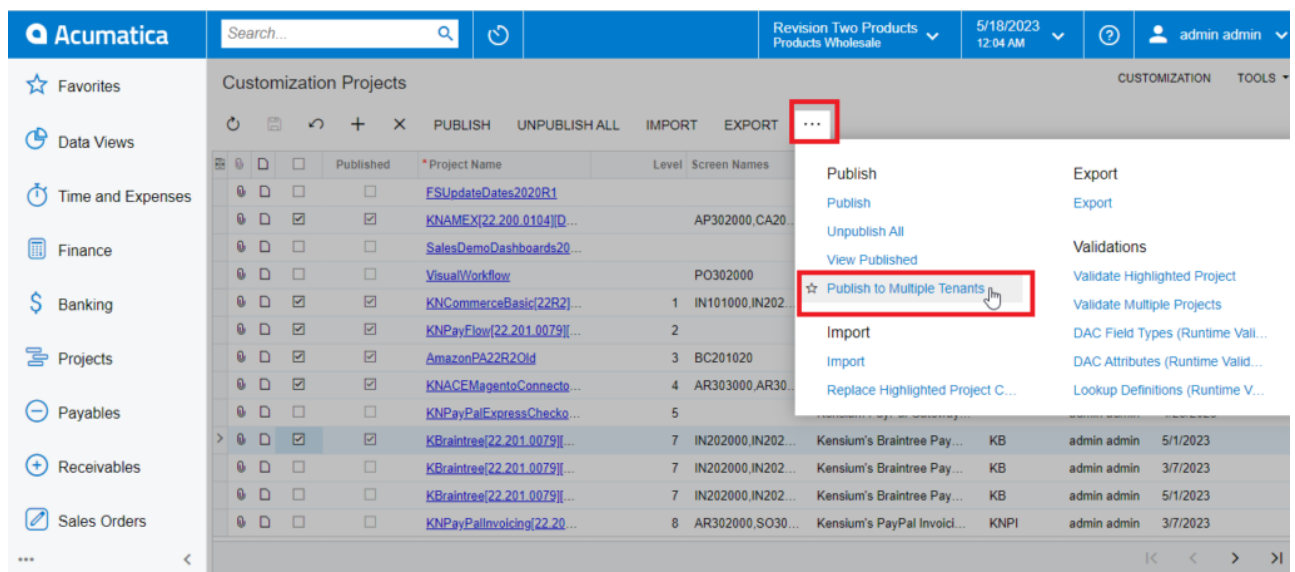 Acumatica
Search...
Revision Two Products
Products Wholesale
5/18/2023
12:04 AM
admin admin
Favorites
Data Views
Time and Expenses
Finance
Banking
Projects
Payables
Receivables
Sales Orders
Customization Projects
CUSTOMIZATION TOOLS
PUBLISH UNPUBLISH ALL IMPORT EXPORT ...
Published *Project Name Level Screen Names
FSUpdateDates2020R1
KNAMEX[22.200.0104][D... AP302000,CA20...
SalesDemoDashboards20...
VisualWorkflow PO302000
KNCommerceBasic[22R2]... 1 IN101000,IN202...
KNPayFlow[22.201.0079][... 2
AmazonPA22R2Old 3 BC201020
KNACEMagentoConnecto... 4 AR303000,AR30...
KNPayPalExpressChecko... 5
KBraintree[22.201.0079][... 7 IN202000,IN202... Kensium's Braintree Pay... KB admin admin 5/1/2023
KBraintree[22.201.0079][... 7 IN202000,IN202... Kensium's Braintree Pay... KB admin admin 3/7/2023
KBraintree[22.201.0079][... 7 IN202000,IN202... Kensium's Braintree Pay... KB admin admin 5/1/2023
KNPayPalInvoicing[22.20... 8 AR302000,SO30... Kensium's PayPal Invoici... KNPI admin admin 3/7/2023
Publish
Publish
Unpublish All
View Published
Publish to Multiple Tenants
Import
Import
Replace Highlighted Project C...
Export
Export
Validations
Validate Highlighted Project
Validate Multiple Projects
DAC Field Types (Runtime Vali...
DAC Attributes (Runtime Valid...
Lookup Definitions (Runtime V...